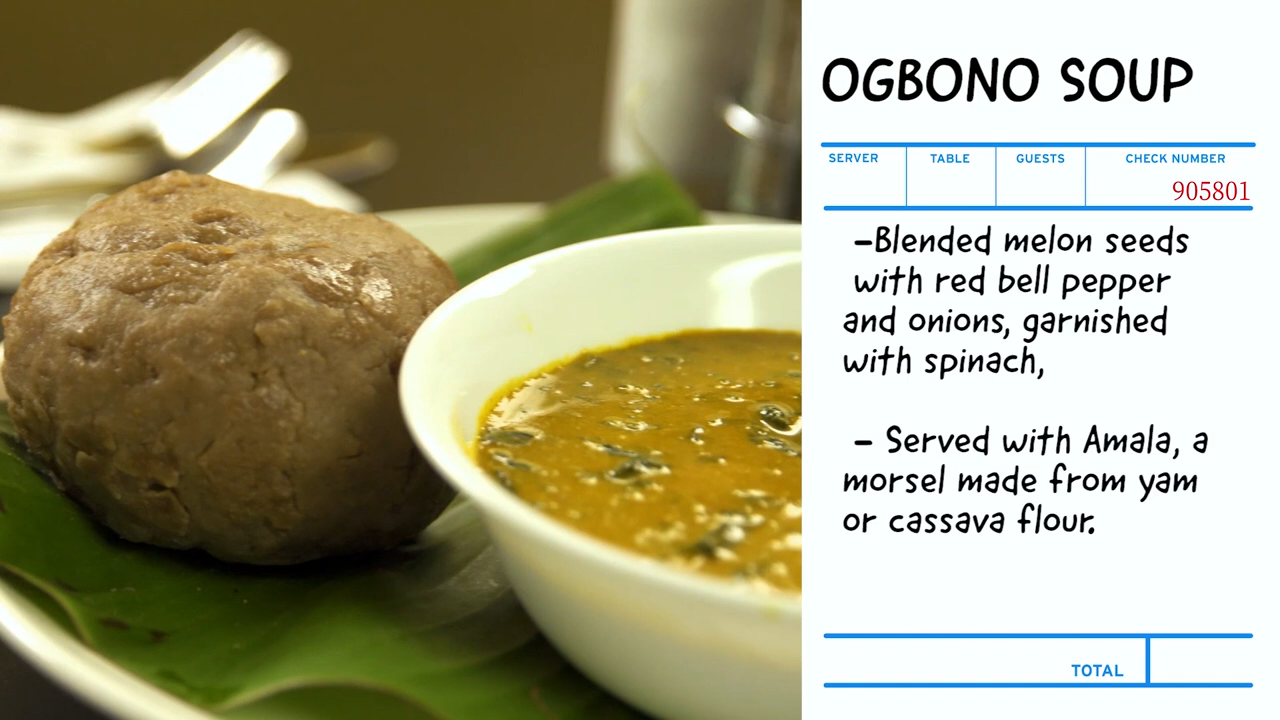 OGBONO SOUP
SERVER TABLE GUESTS CHECK NUMBER
905801
-Blended melon seeds
with red bell pepper
and onions, garnished
with spinach,
- Served with Amala, a
morsel made from yam
or cassava flour.
TOTAL